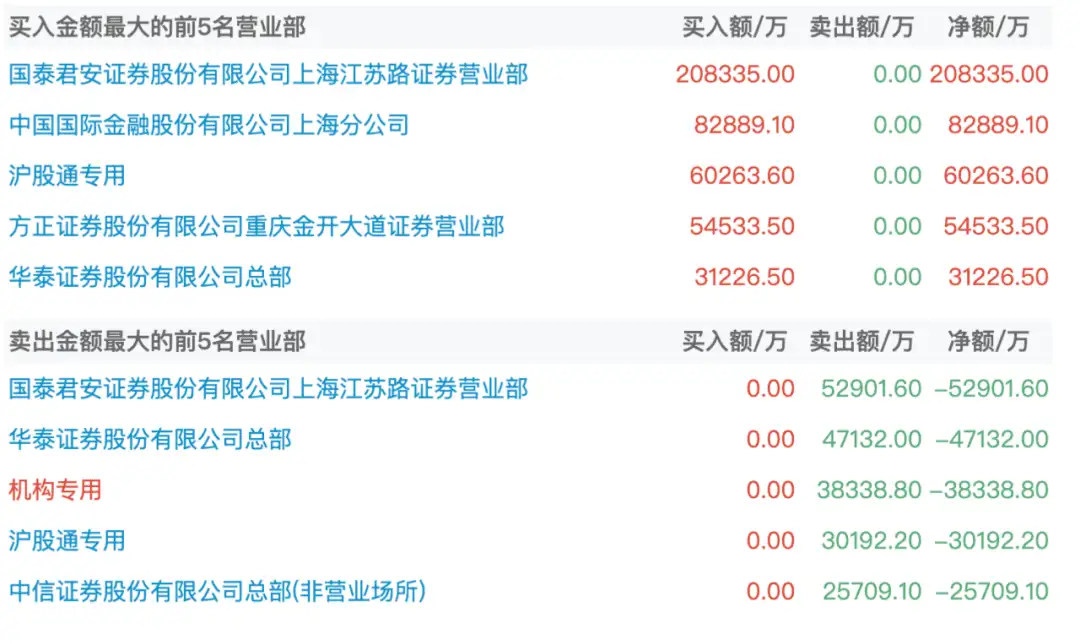 买入金额最大的前5名营业部 买入额/万 卖出额/万 净额/万
国泰君安证券股份有限公司上海江苏路证券营业部 208335.00 0.00 208335.00
中国国际金融股份有限公司上海分公司 82889.10 0.00 82889.10
沪股通专用 60263.60 0.00 60263.60
方正证券股份有限公司重庆金开大道证券营业部 54533.50 0.00 54533.50
华泰证券股份有限公司总部 31226.50 0.00 31226.50
卖出金额最大的前5名营业部 买入额/万 卖出额/万 净额/万
国泰君安证券股份有限公司上海江苏路证券营业部 0.00 52901.60 −52901.60
华泰证券股份有限公司总部 0.00 47132.00 −47132.00
机构专用 0.00 38338.80 −38338.80
沪股通专用 0.00 30192.20 −30192.20
中信证券股份有限公司总部(非营业场所) 0.00 25709.10 −25709.10